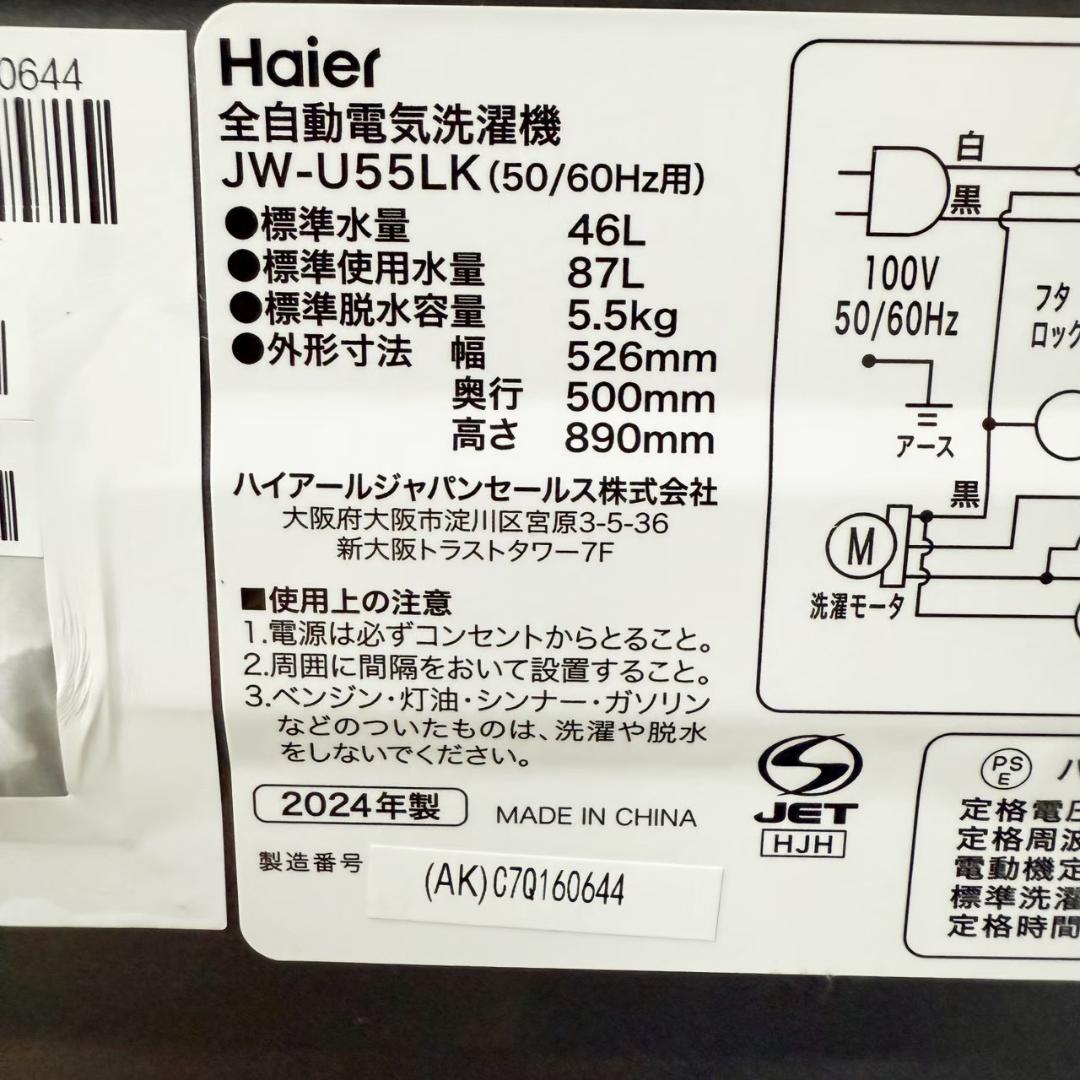 0644
Haier
全自動電気洗濯機
JW-U55LK(50/60Hz用)
●標準水量 46L
●標準使用水量 87L
●標準脱水容量 5.5kg
●外形寸法 幅 526mm
奥行 500mm
高さ 890mm
ハイアールジャパンセールス株式会社
大阪府大阪市淀川区宮原3-5-36
新大阪トラストタワー7F
■使用上の注意
1.電源は必ずコンセントからとること。
2.周囲に間隔をおいて設置すること。
3.ベンジン・灯油・シンナー・ガソリン
などのついたものは、洗濯や脱水
をしないでください。
2024年製 MADE IN CHINA
製造番号 (AK)C7Q160644
白
黒
100V
50/60Hz
フタ
ロック
アース
黒
M
洗濯モータ
JET
HJH
PS
E
定格電圧
定格周波
電動機定
標準洗濯
定格時間